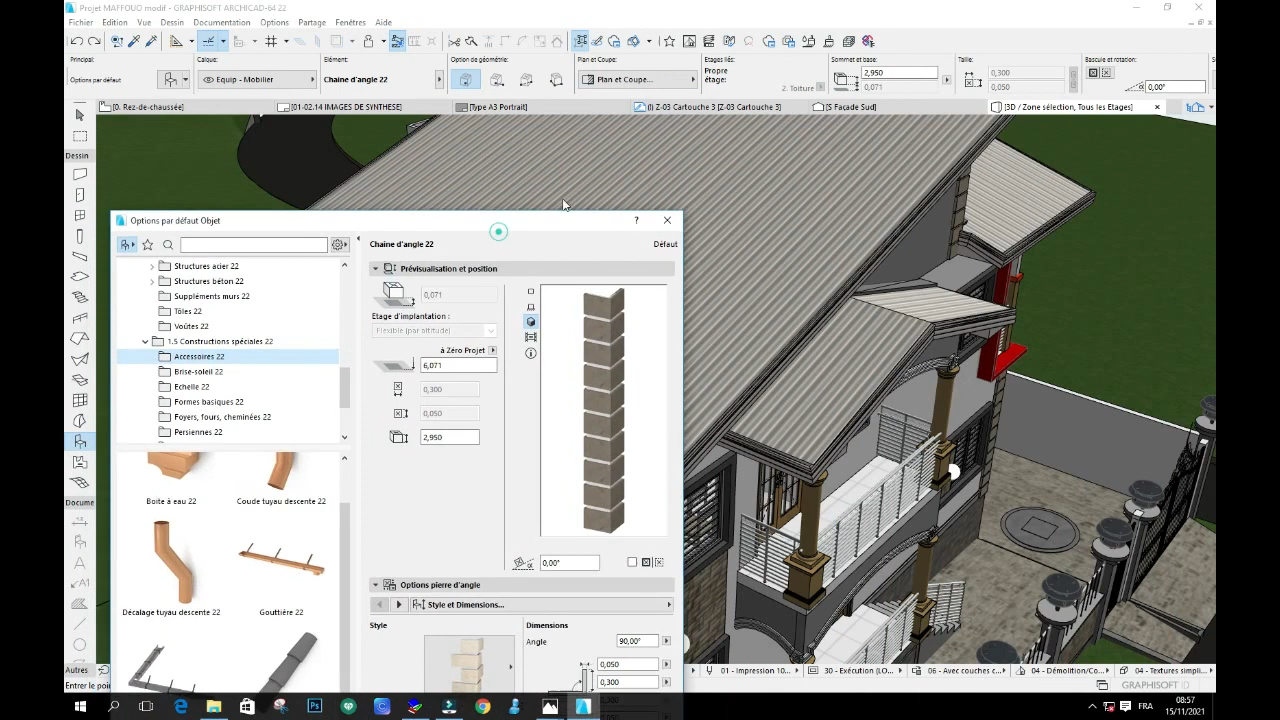 Projet MAFFOUO modif - GRAPHISOFT ARCHICAD-64 22
Fichier Edition Vue Dessin Documentation Options Partage Fenêtres Aide
Principal: Calque: Elément: Option de géométrie: Plan et Coupe: Etages liés: Sommet et base: Taille: Bascule et rotation:
Options par défaut Equip - Mobilier Chaine d'angle 22 Plan et Coupe... Propre étage: 2. Toiture 2,950 0,071 0,300 0,050 0,00°
[0. Rez-de-chaussée] [01-02.14 IMAGES DE SYNTHESE] [Type A3 Portrait] (I) Z-03 Cartouche 3 [Z-03 Cartouche 3] [S Façade Sud] [3D / Zone sélection, Tous les Etages]
Dessin
Docume
Autres
Options par défaut Objet
Structures acier 22
Structures béton 22
Suppléments murs 22
Tôles 22
Voûtes 22
1.5 Constructions spéciales 22
Accessoires 22
Brise-soleil 22
Echelle 22
Formes basiques 22
Foyers, fours, cheminées 22
Persiennes 22
Boite à eau 22 Coude tuyau descente 22
Décalage tuyau descente 22 Gouttière 22
Chaine d'angle 22 Défaut
Prévisualisation et position
0,071
Etage d'implantation :
Flexible (par altitude)
à Zéro Projet
6,071
0,300
0,050
2,950
0,00°
Options pierre d'angle
Style et Dimensions...
Style Dimensions
Angle 90,00°
0,050
0,300
01 - Impression 10... 30 - Exécution (LO... 06 - Avec couches c... 04 - Démolition/Co... 04 - Textures simpli...
Entrer le poi
GRAPHISOFT ID
FRA
08:57
15/11/2021